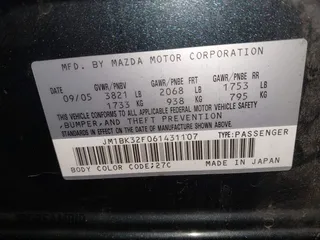 MFD. BY MAZDA MOTOR CORPORATION
GVWR/PNBV GAWR/PNBE FRT GAWR/PNBE RR
09/05 3821 LB 2068 LB 1753 LB
1733 KG 938 KG 795 KG
THIS VEHICLE CONFORMS TO ALL APPLICABLE FEDERAL MOTOR VEHICLE SAFETY
,BUMPER,AND THEFT PREVENTION
STANDARDS IN EFFECT ON THE DATE OF MANUFACTURE SHOWN ABOVE.
JM1BK32F061431107 TYPE:PASSENGER
BODY COLOR CODE:27C MADE IN JAPAN